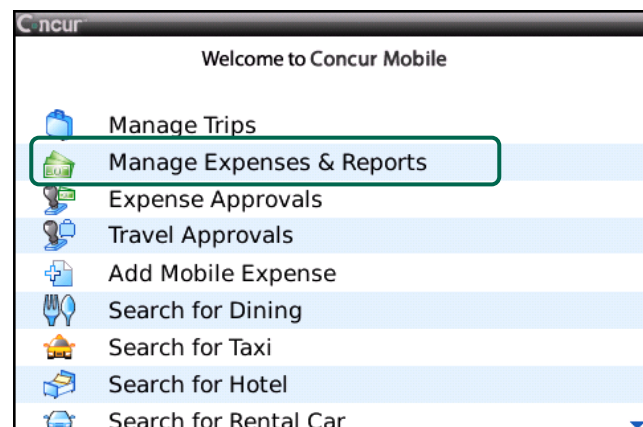 Concur
Welcome to Concur Mobile
Manage Trips
Manage Expenses & Reports
Expense Approvals
Travel Approvals
Add Mobile Expense
Search for Dining
Search for Taxi
Search for Hotel
Search for Rental Car